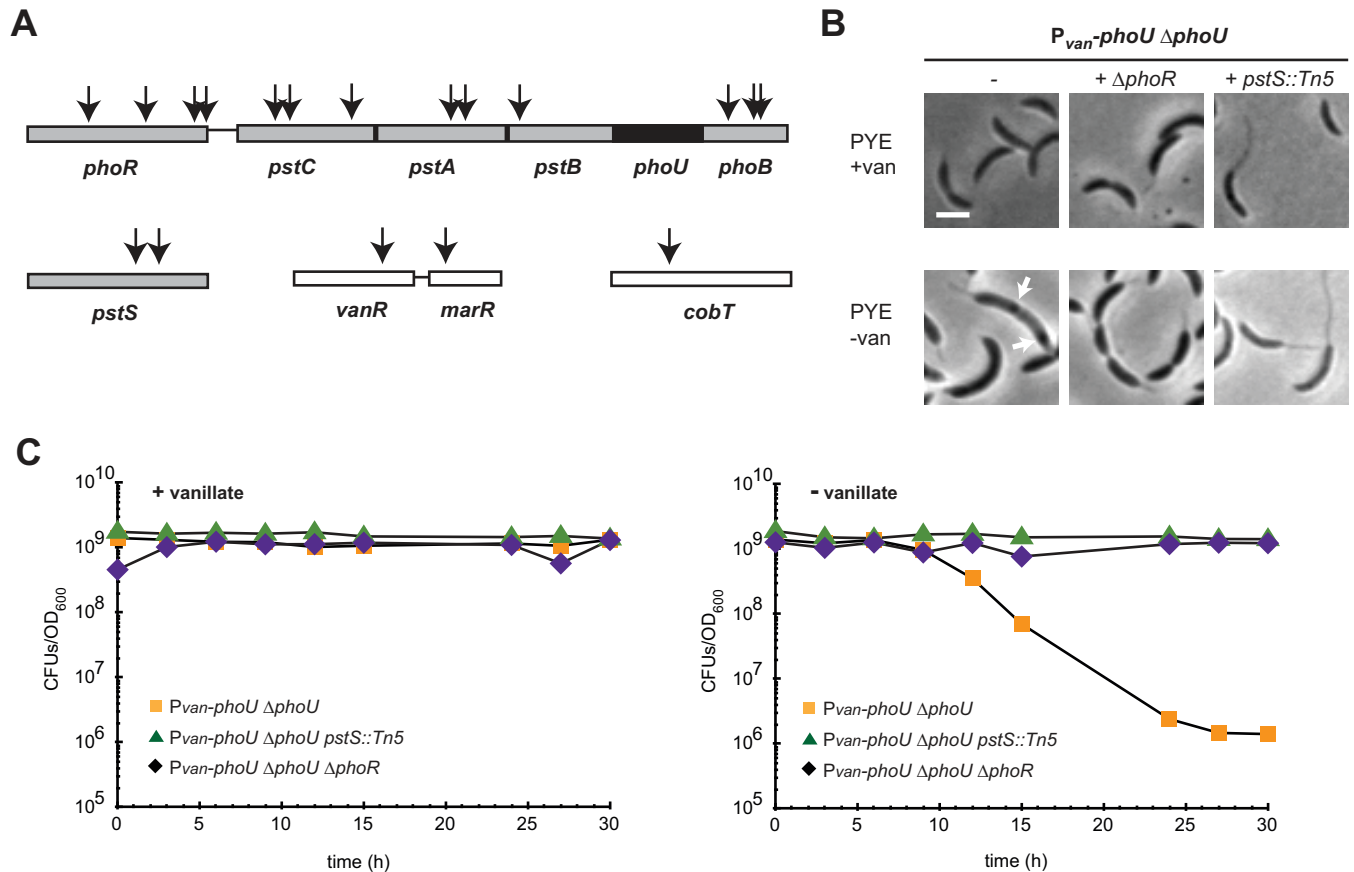 A
phoR pstC pstA pstB phoU phoB
pstS vanR marR cobT
B
Pvan-phoU ΔphoU
- + ΔphoR + pstS::Tn5
PYE
+van
PYE
-van
C
+ vanillate
CFUs/OD600
10^10
10^9
10^8
10^7
10^6
10^5
Pvan-phoU ΔphoU
Pvan-phoU ΔphoU pstS::Tn5
Pvan-phoU ΔphoU ΔphoR
0 5 10 15 20 25 30
time (h)
- vanillate
CFUs/OD600
10^10
10^9
10^8
10^7
10^6
10^5
Pvan-phoU ΔphoU
Pvan-phoU ΔphoU pstS::Tn5
Pvan-phoU ΔphoU ΔphoR
0 5 10 15 20 25 30
time (h)